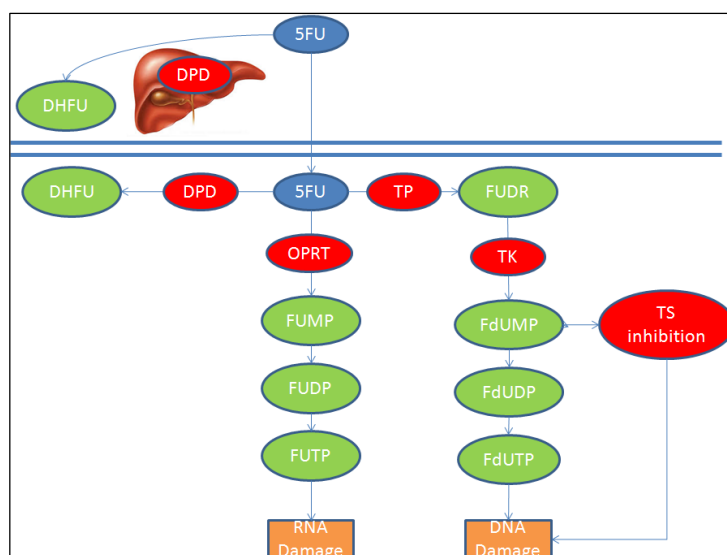 5FU
DPD
DHFU
DHFU
DPD
5FU
TP
FUDR
OPRT
TK
FUMP
FdUMP
TS
inhibition
FUDP
FdUDP
FUTP
FdUTP
RNA
Damage
DNA
Damage